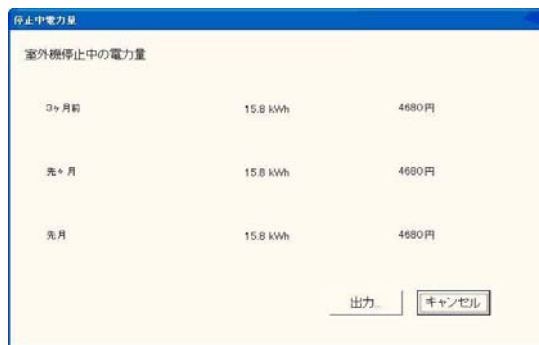 停止中電力量
室外機停止中の電力量
3ヶ月前 15.8 kWh 4680円
先々月 15.8 kWh 4680円
先月 15.8 kWh 4680円
出力... キャンセル